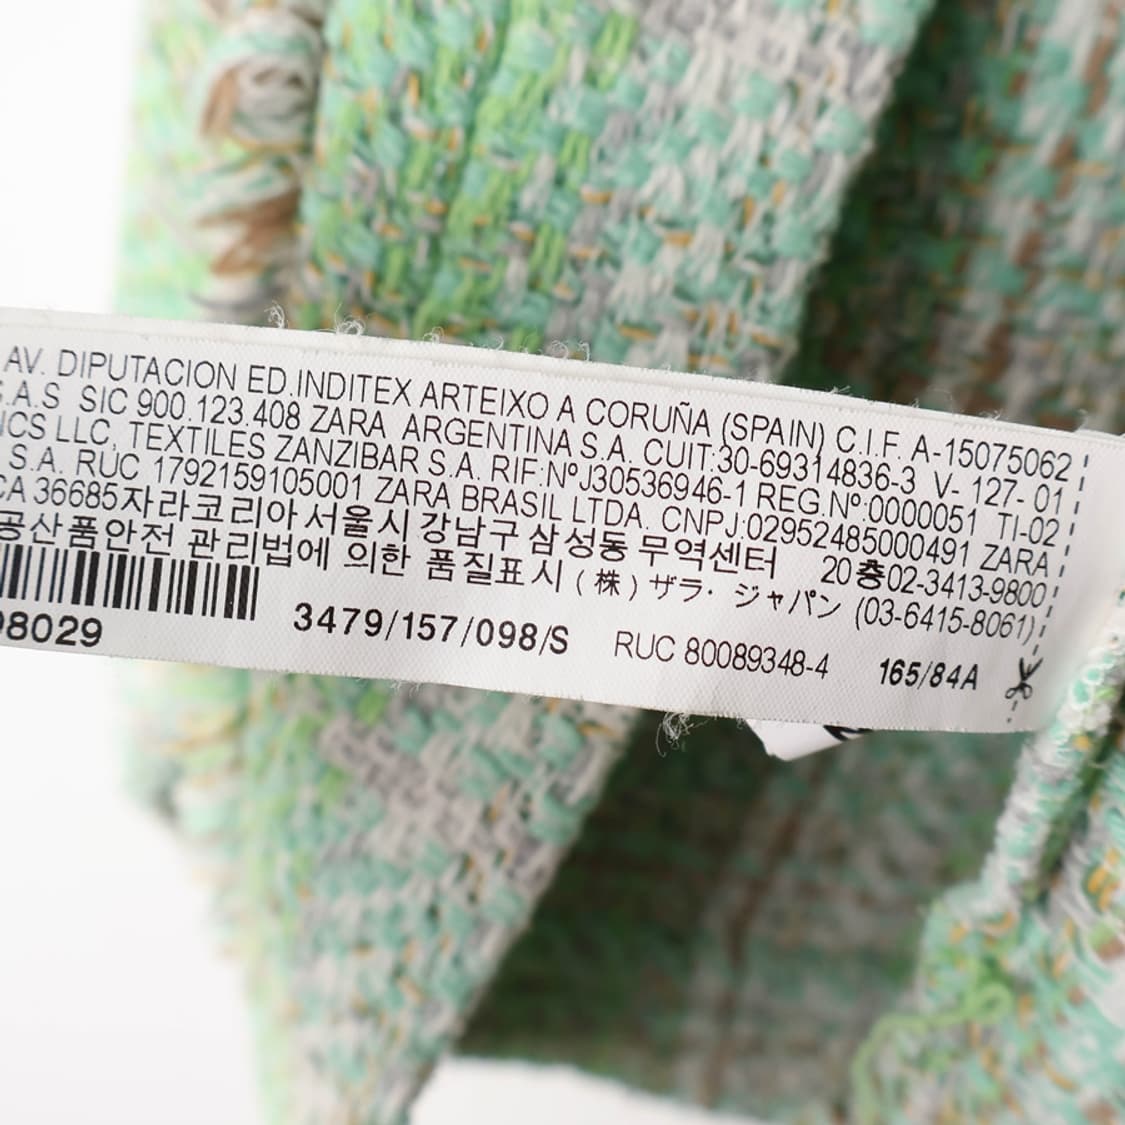 AV. DIPUTACION ED.INDITEX ARTEIXO A CORUÑA (SPAIN) C.I.F. A-15075062
.A.S SIC 900.123.408 ZARA ARGENTINA S.A. CUIT:30-69314836-3 V- 127- 01
NCS LLC, TEXTILES ZANZIBAR S.A. RIF:NºJ30536946-1 REG.Nº:0000051 TI-02
S.A. RUC 1792159105001 ZARA BRASIL LTDA. CNPJ:02952485000491 ZARA
CA 36685자라코리아 서울시 강남구 삼성동 무역센터 20층02-3413-9800
공산품안전 관리법에 의한 품질표시 (株) ザラ・ジャパン (03-6415-8061)
98029 3479/157/098/S RUC 80089348-4 165/84A